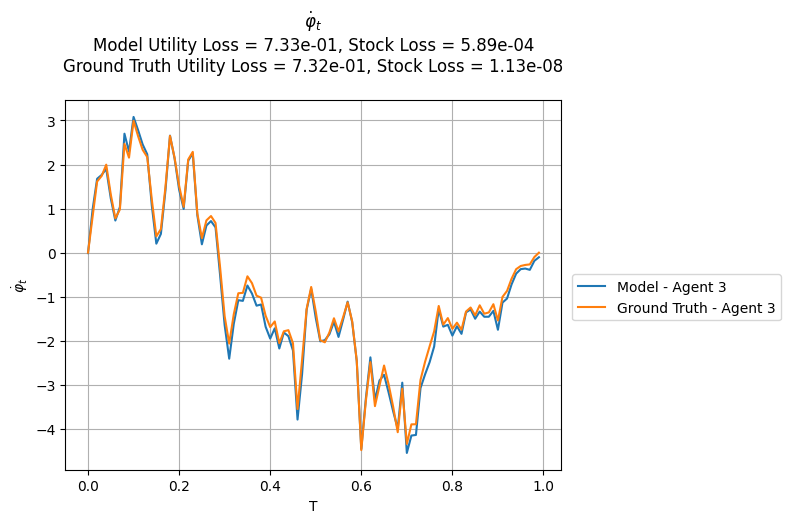 φ̇ₜ
Model Utility Loss = 7.33e-01, Stock Loss = 5.89e-04
Ground Truth Utility Loss = 7.32e-01, Stock Loss = 1.13e-08
3
2
1
0
−1
−2
−3
−4
φ̇ₜ
0.0
0.2
0.4
0.6
0.8
1.0
T
Model - Agent 3
Ground Truth - Agent 3